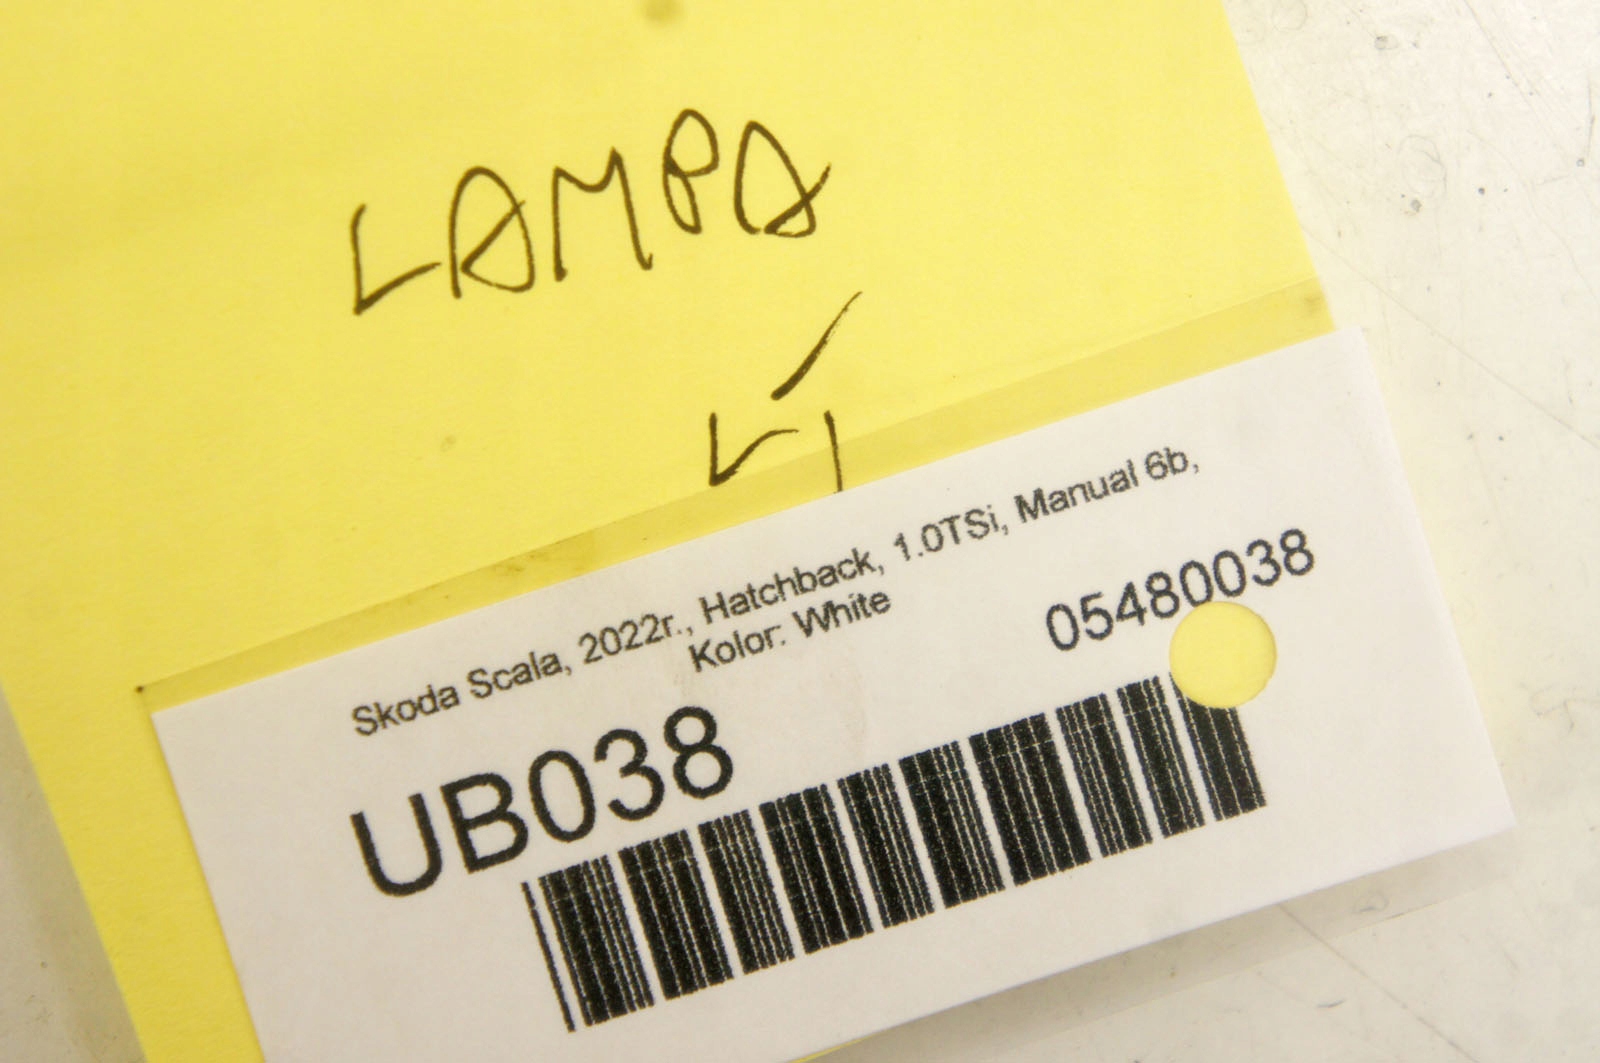 LAMPA
Skoda Scala, 2022r., Hatchback, 1.0TSi, Manual 6b,
Kolor: White
05480038
UB038